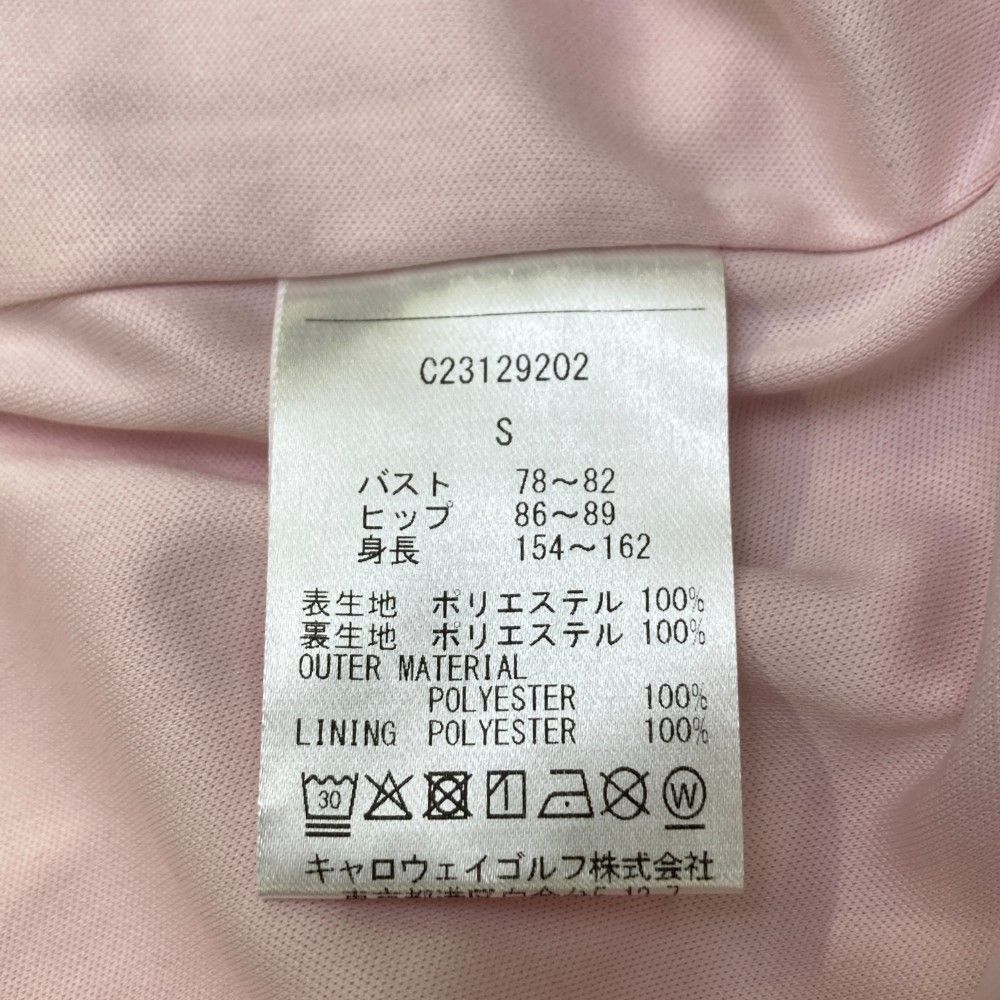 C23129202
S
バスト 78～82
ヒップ 86～89
身長 154～162
表生地 ポリエステル 100%
裏生地 ポリエステル 100%
OUTER MATERIAL
POLYESTER 100%
LINING POLYESTER 100%
30 W
キャロウェイゴルフ株式会社